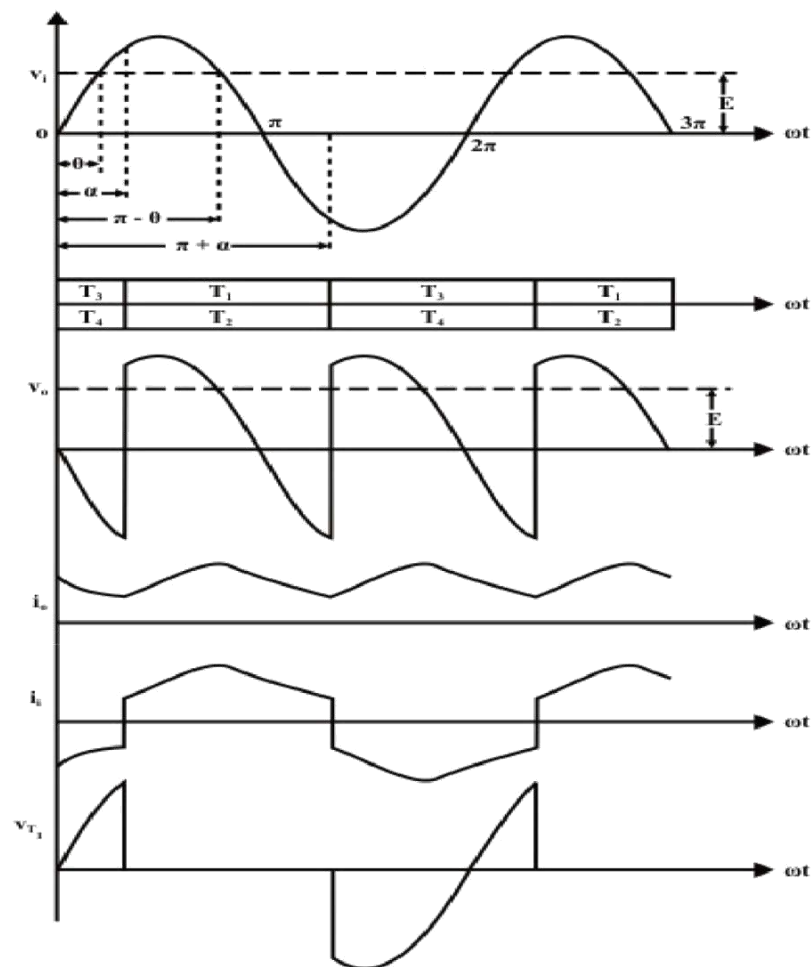 vᵢ
E
o
π
2π
3π
ωt
θ
α
π - θ
π + α
T₃ T₁ T₃ T₁
ωt
T₄ T₂ T₄ T₂
vₒ
E
ωt
iₒ
ωt
iᵢ
ωt
v_T₁
ωt